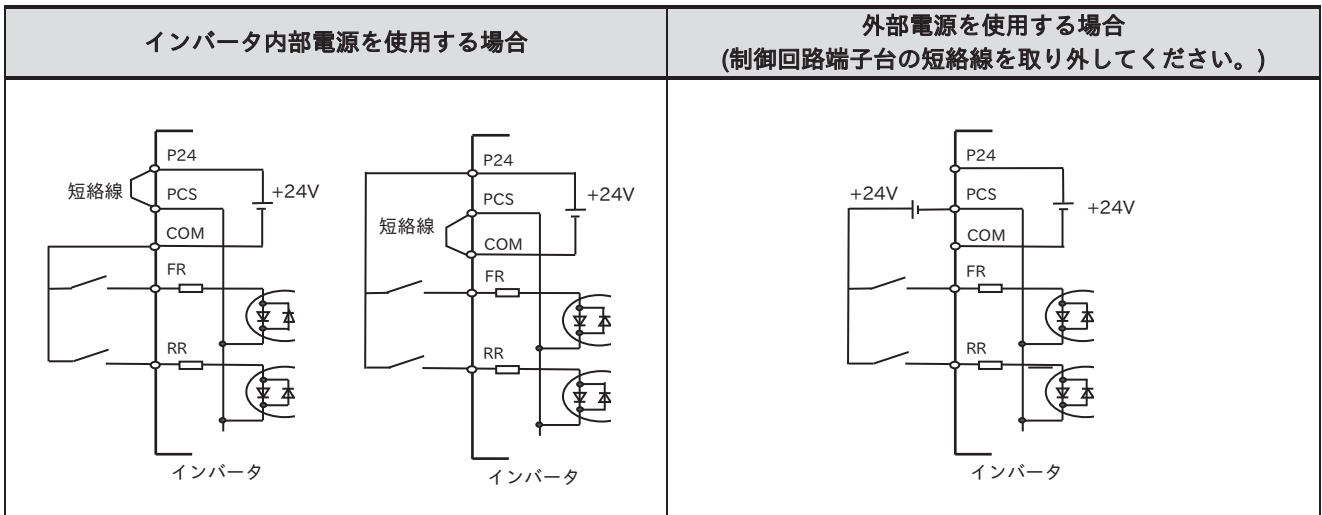 インバータ内部電源を使用する場合
外部電源を使用する場合
(制御回路端子台の短絡線を取り外してください。)
P24
短絡線
PCS
+24V
COM
FR
RR
インバータ
P24
PCS
+24V
短絡線
COM
FR
RR
インバータ
P24
+24V
PCS
+24V
COM
FR
RR
インバータ